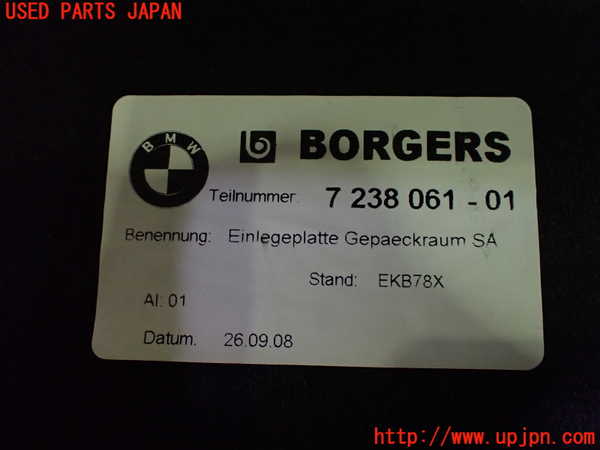 USED PARTS JAPAN
BMW
b BORGERS
Teilnummer: 7 238 061 - 01
Benennung: Einlegeplatte Gepaeckraum SA
Stand: EKB78X
AI: 01
Datum. 26.09.08
http://www.upjpn.com/